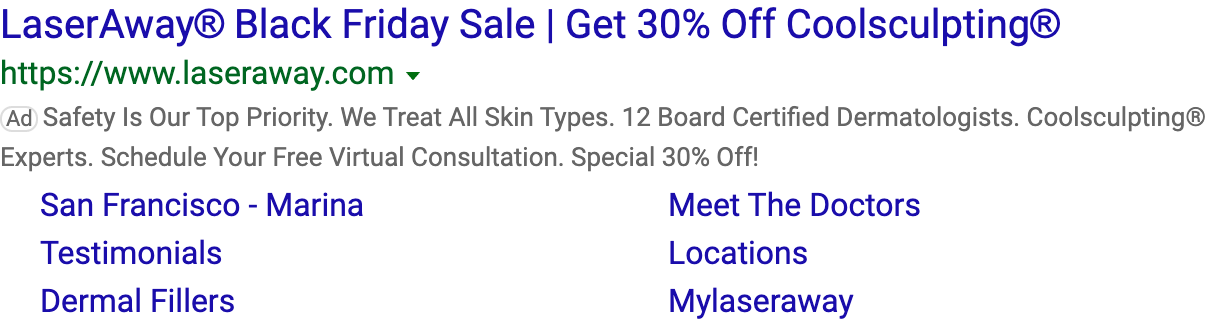 LaserAway® Black Friday Sale | Get 30% Off Coolsculpting®
https://www.laseraway.com
Ad Safety Is Our Top Priority. We Treat All Skin Types. 12 Board Certified Dermatologists. Coolsculpting®
Experts. Schedule Your Free Virtual Consultation. Special 30% Off!
San Francisco - Marina
Meet The Doctors
Testimonials
Locations
Dermal Fillers
Mylaseraway